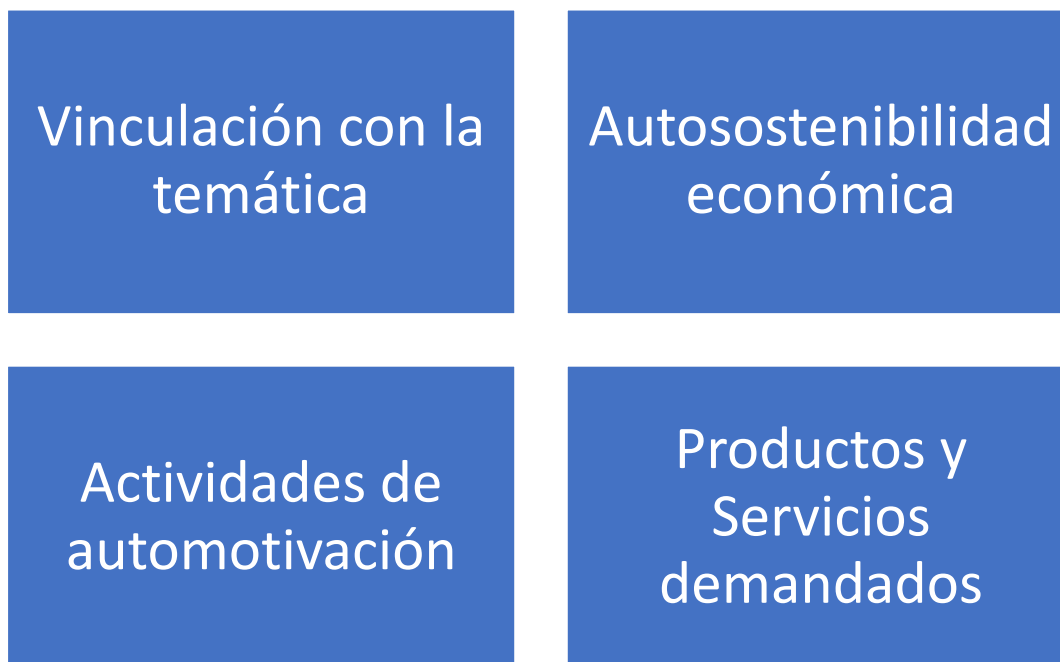 Vinculación con la
temática
Autosostenibilidad
económica
Actividades de
automotivación
Productos y
Servicios
demandados